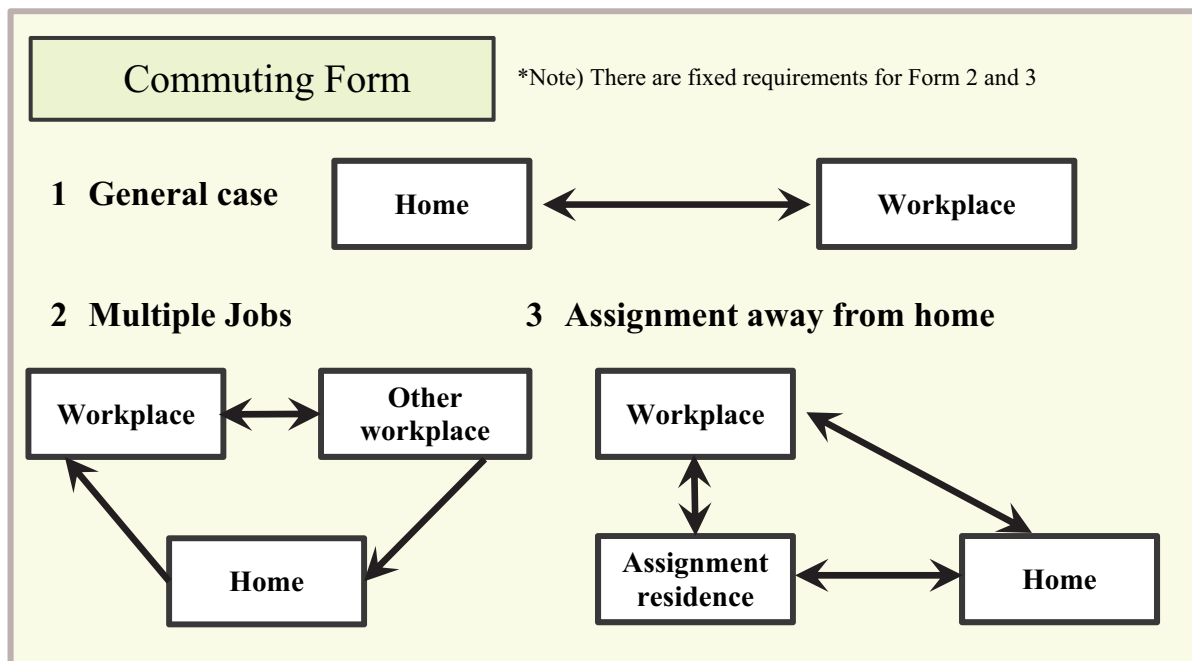 Commuting Form
*Note) There are fixed requirements for Form 2 and 3
1 General case
Home
Workplace
2 Multiple Jobs
3 Assignment away from home
Workplace
Other
workplace
Home
Workplace
Assignment
residence
Home